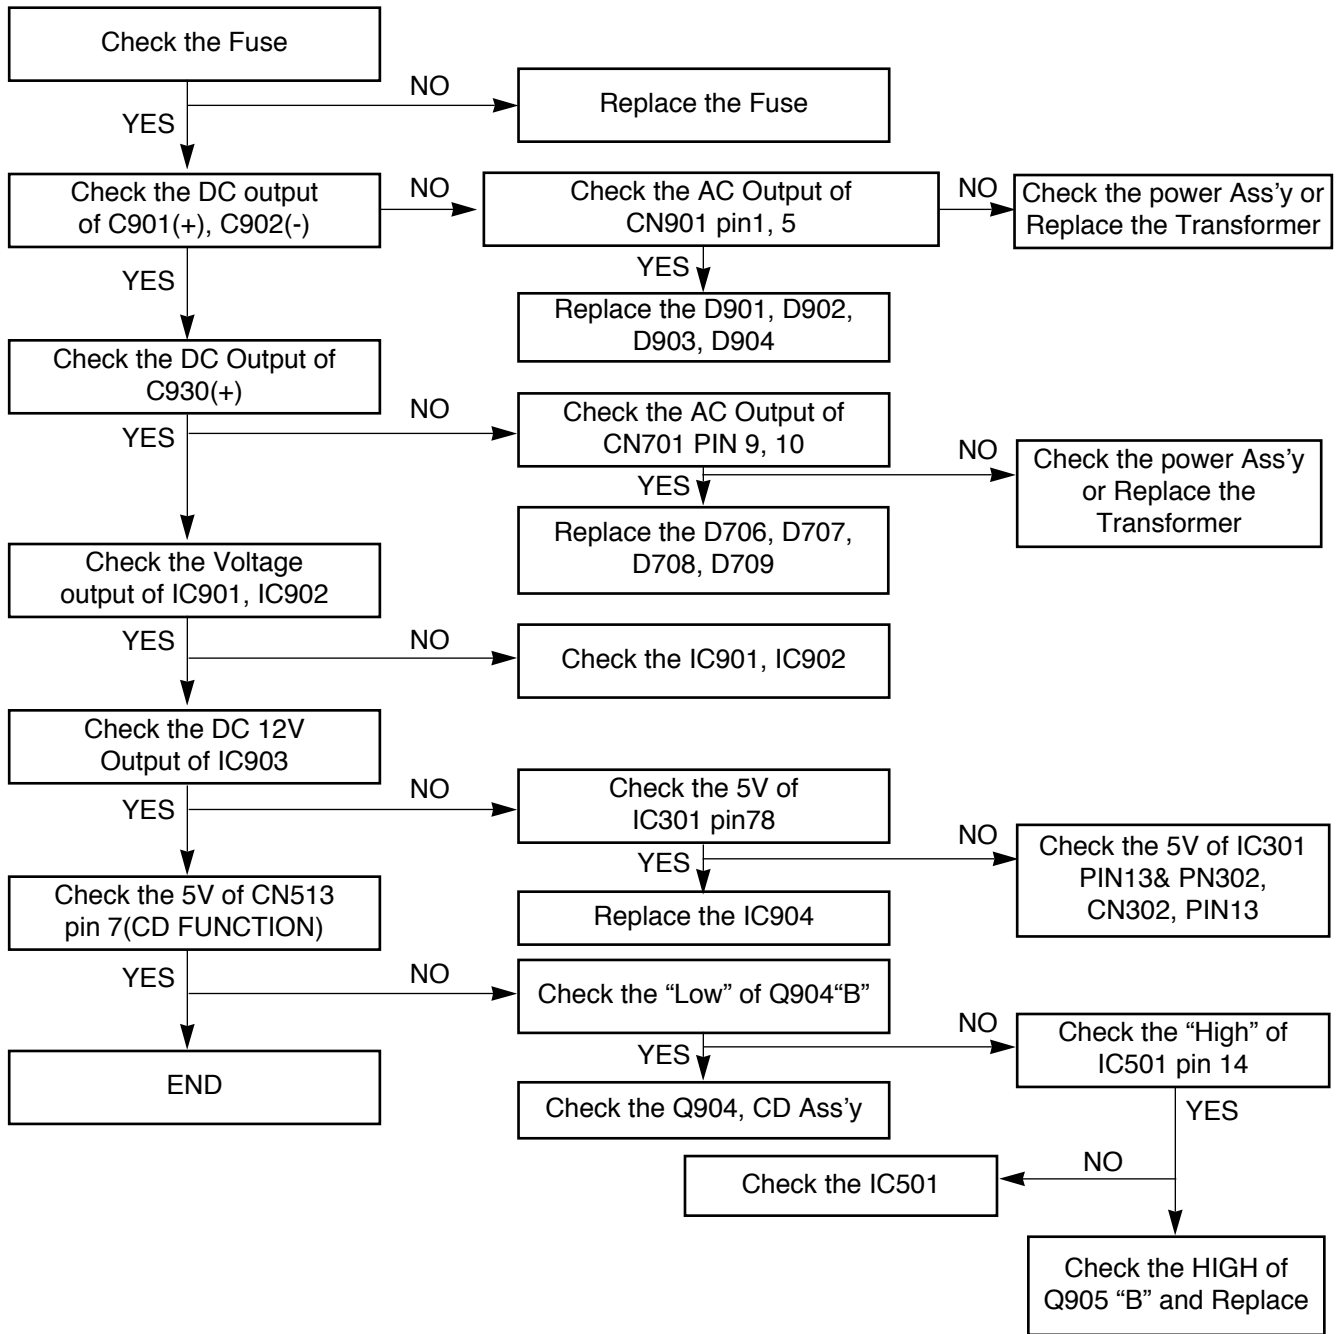 Check the Fuse
NO
Replace the Fuse
YES
Check the DC output
of C901(+), C902(-)
NO
Check the AC Output of
CN901 pin1, 5
NO
Check the power Ass’y or
Replace the Transformer
YES
YES
Replace the D901, D902,
D903, D904
Check the DC Output of
C930(+)
NO
Check the AC Output of
CN701 PIN 9, 10
YES
NO
Check the power Ass’y
or Replace the
Transformer
YES
Replace the D706, D707,
D708, D709
Check the Voltage
output of IC901, IC902
YES
NO
Check the IC901, IC902
Check the DC 12V
Output of IC903
YES
NO
Check the 5V of
IC301 pin78
YES
NO
Check the 5V of IC301
PIN13& PN302,
CN302, PIN13
Replace the IC904
Check the 5V of CN513
pin 7(CD FUNCTION)
YES
NO
Check the “Low” of Q904“B”
YES
NO
Check the “High” of
IC501 pin 14
END
Check the Q904, CD Ass’y
YES
NO
Check the IC501
Check the HIGH of
Q905 “B” and Replace